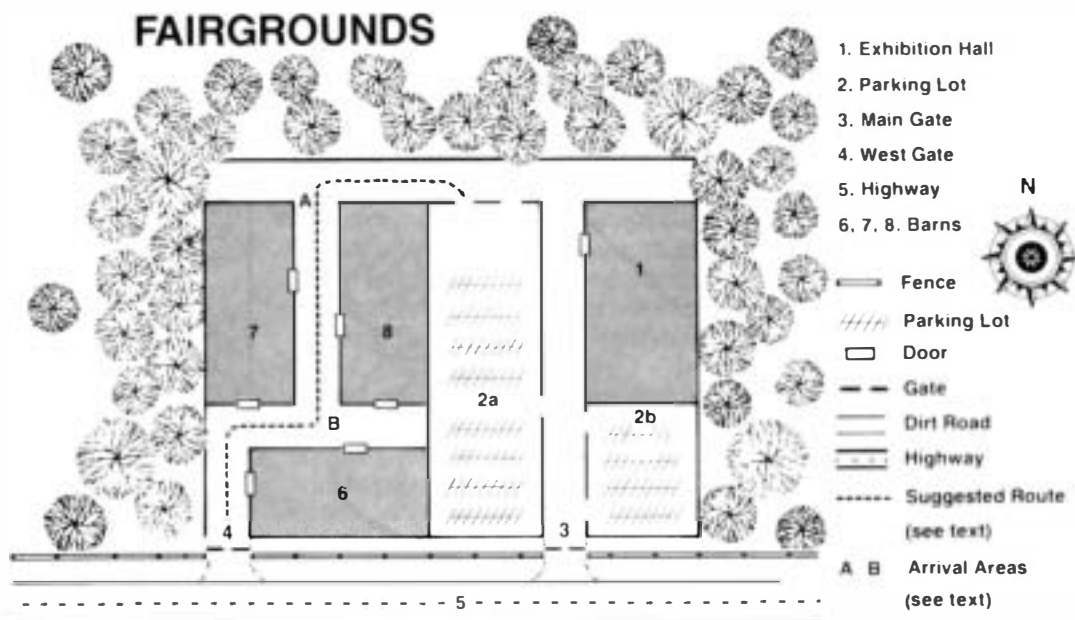 FAIRGROUNDS
1. Exhibition Hall
2. Parking Lot
3. Main Gate
4. West Gate
5. Highway
6, 7, 8. Barns
N
Fence
Parking Lot
Door
Gate
Dirt Road
Highway
Suggested Route
(see text)
A B Arrival Areas
(see text)
A
1
7
8
2a
2b
B
6
4
3
5